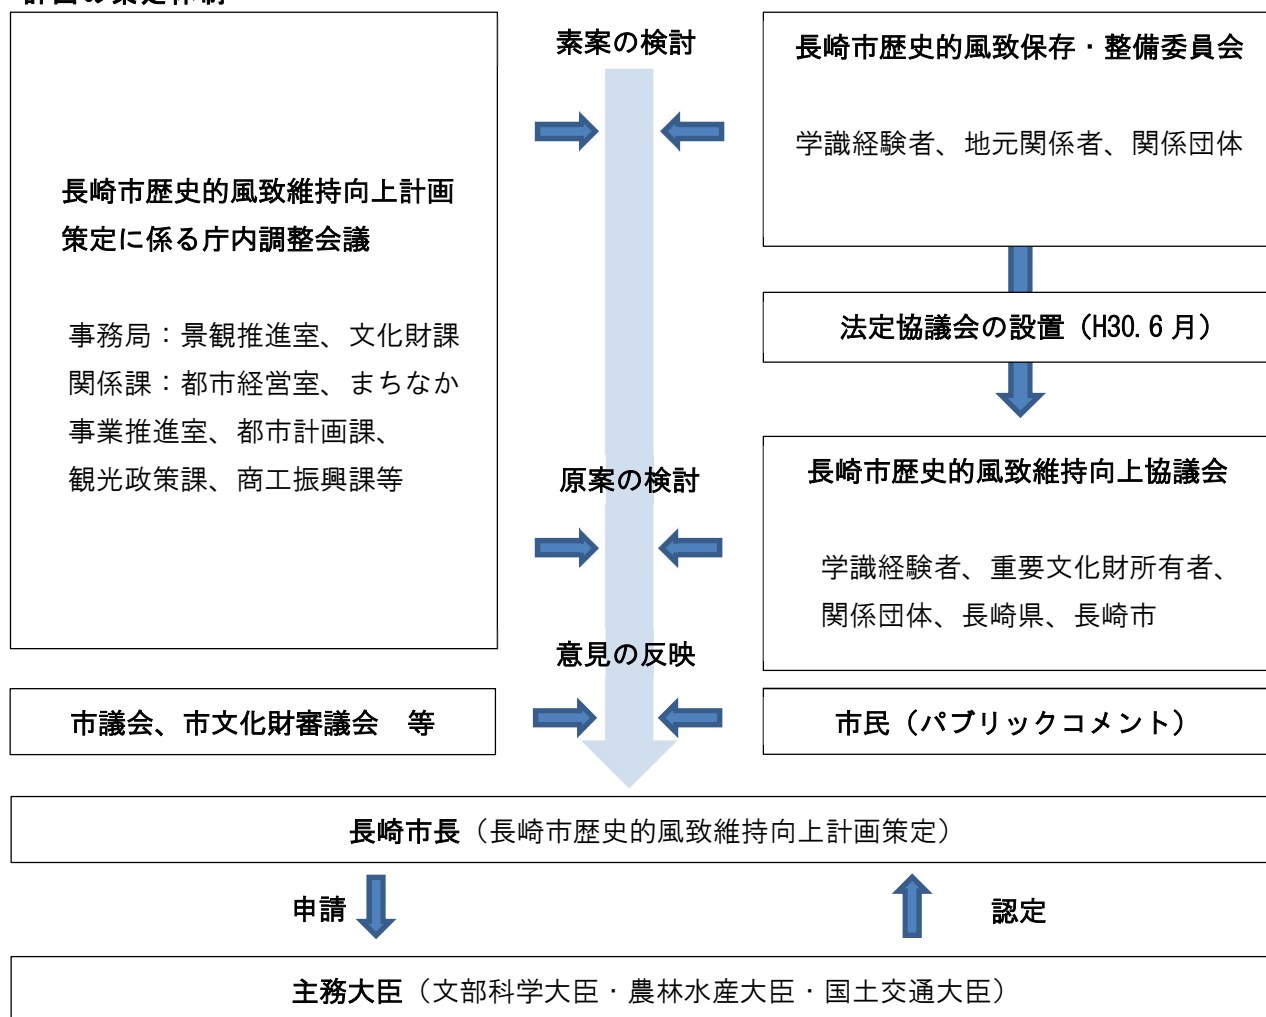 計画の策定体制
素案の検討
長崎市歴史的風致維持向上計画
策定に係る庁内調整会議
事務局：景観推進室、文化財課
関係課：都市経営室、まちなか
事業推進室、都市計画課、
観光政策課、商工振興課等
長崎市歴史的風致保存・整備委員会
学識経験者、地元関係者、関係団体
法定協議会の設置（H30.6月）
原案の検討
長崎市歴史的風致維持向上協議会
学識経験者、重要文化財所有者、
関係団体、長崎県、長崎市
意見の反映
市議会、市文化財審議会　等
市民（パブリックコメント）
長崎市長（長崎市歴史的風致維持向上計画策定）
申請
認定
主務大臣（文部科学大臣・農林水産大臣・国土交通大臣）